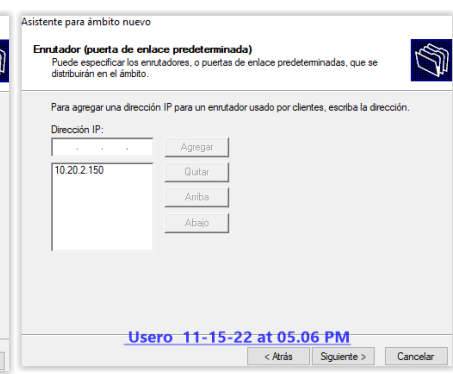 Asistente para ámbito nuevo
Enrutador (puerta de enlace predeterminada)
Puede especificar los enrutadores, o puertas de enlace predeterminadas, que se
distribuirán en el ámbito.
Para agregar una dirección IP para un enrutador usado por clientes, escriba la dirección.
Dirección IP:
. . .
Agregar
10.20.2.150
Quitar
Arriba
Abajo
Usero 11-15-22 at 05.06 PM
< Atrás
Siguiente >
Cancelar